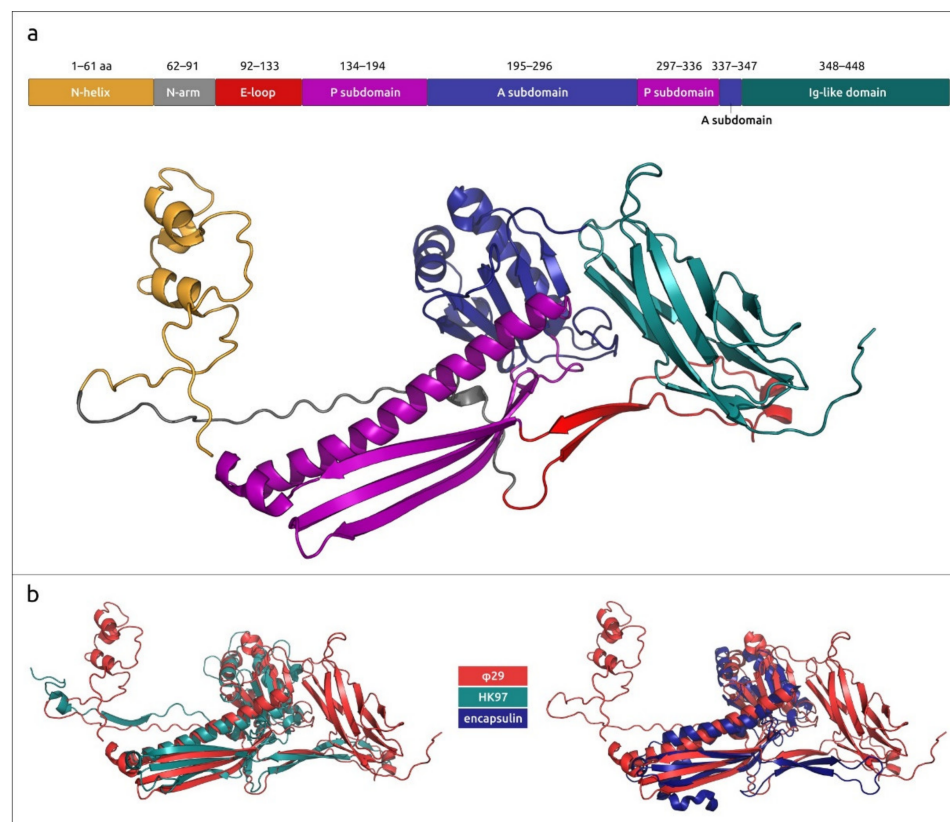 a
1–61 aa 62–91 92–133 134–194 195–296 297–336 337–347 348–448
N-helix N-arm E-loop P subdomain A subdomain P subdomain Ig-like domain
A subdomain
b
φ29
HK97
encapsulin